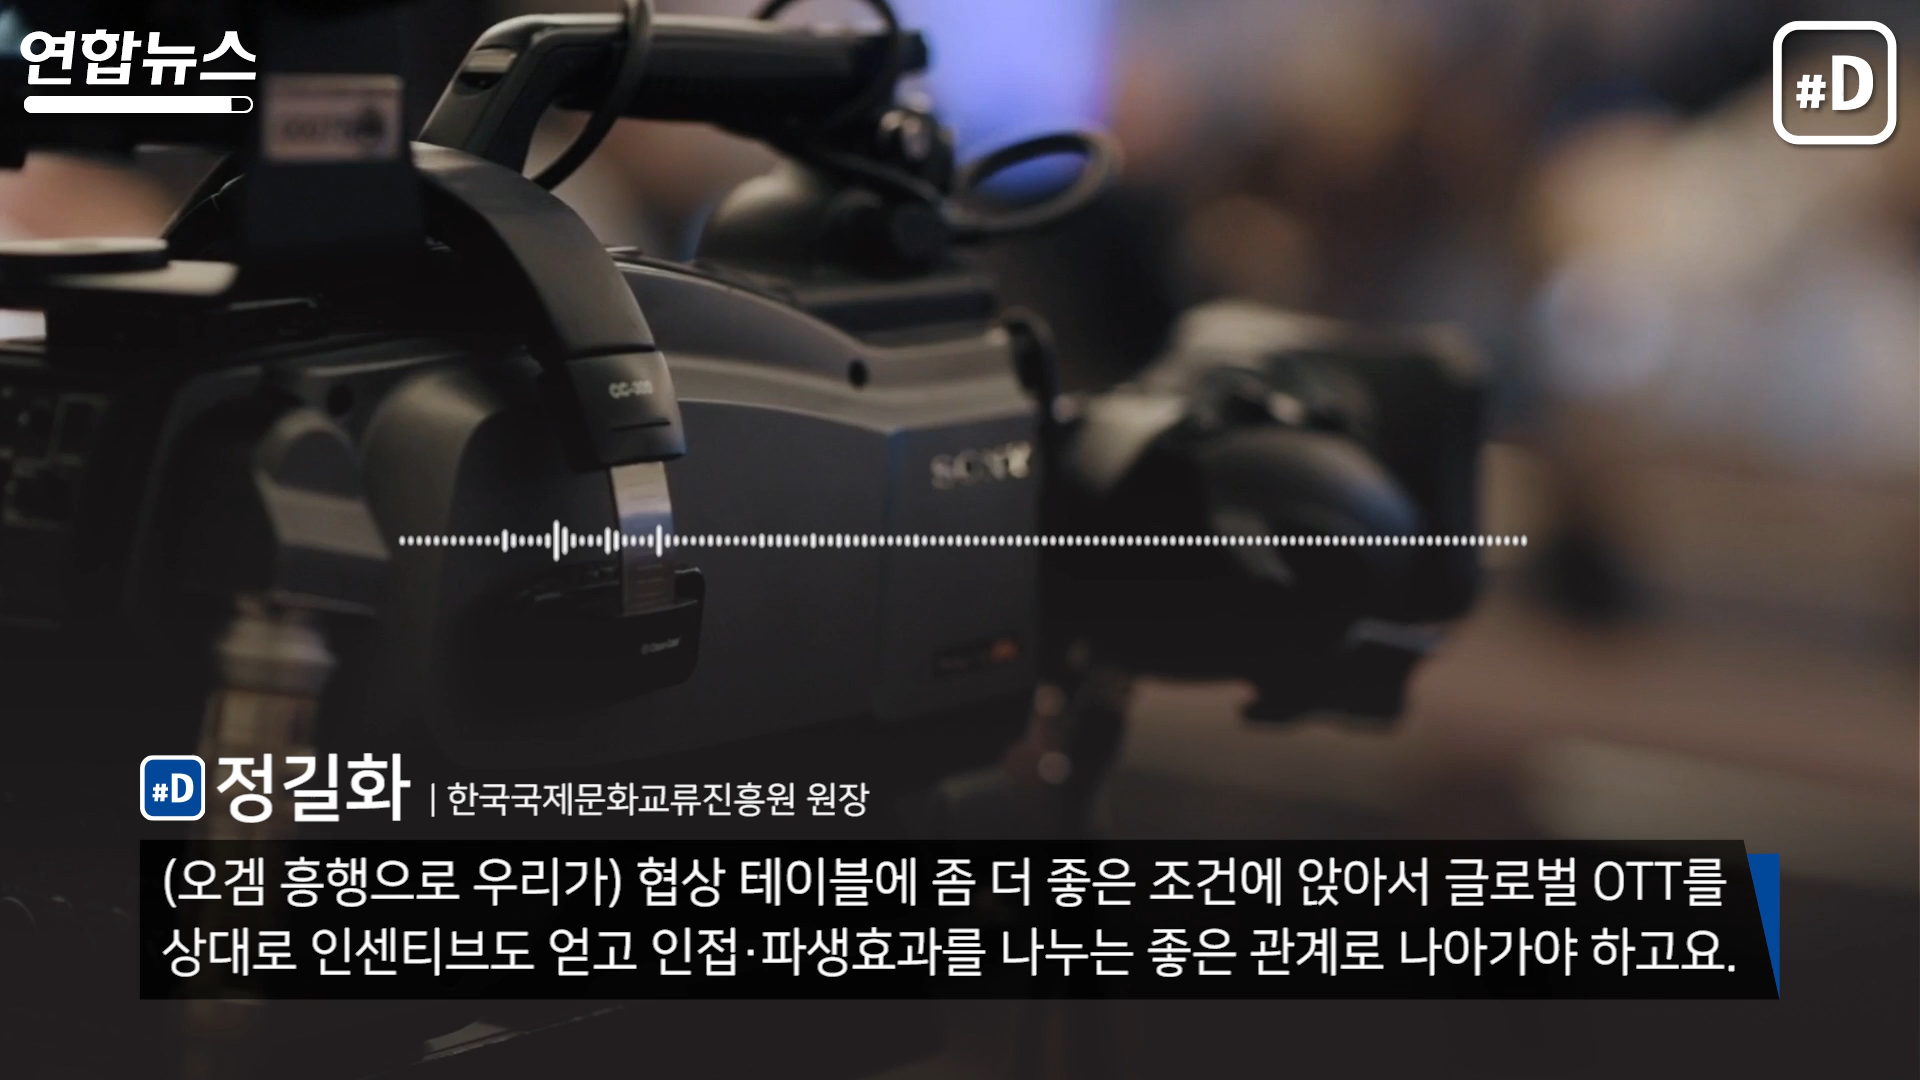 연합뉴스
#D
CC-300
SONY
#D 정길화 | 한국국제문화교류진흥원 원장
(오겜 흥행으로 우리가) 협상 테이블에 좀 더 좋은 조건에 앉아서 글로벌 OTT를
상대로 인센티브도 얻고 인접·파생효과를 나누는 좋은 관계로 나아가야 하고요.